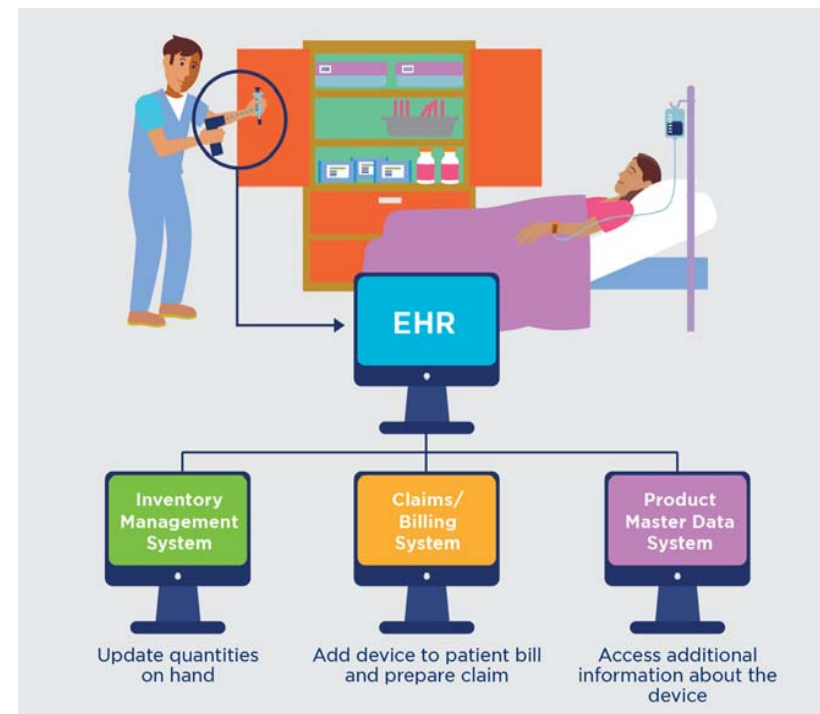 EHR
Inventory
Management
System
Claims/
Billing
System
Product
Master Data
System
Update quantities
on hand
Add device to patient bill
and prepare claim
Access additional
information about the
device